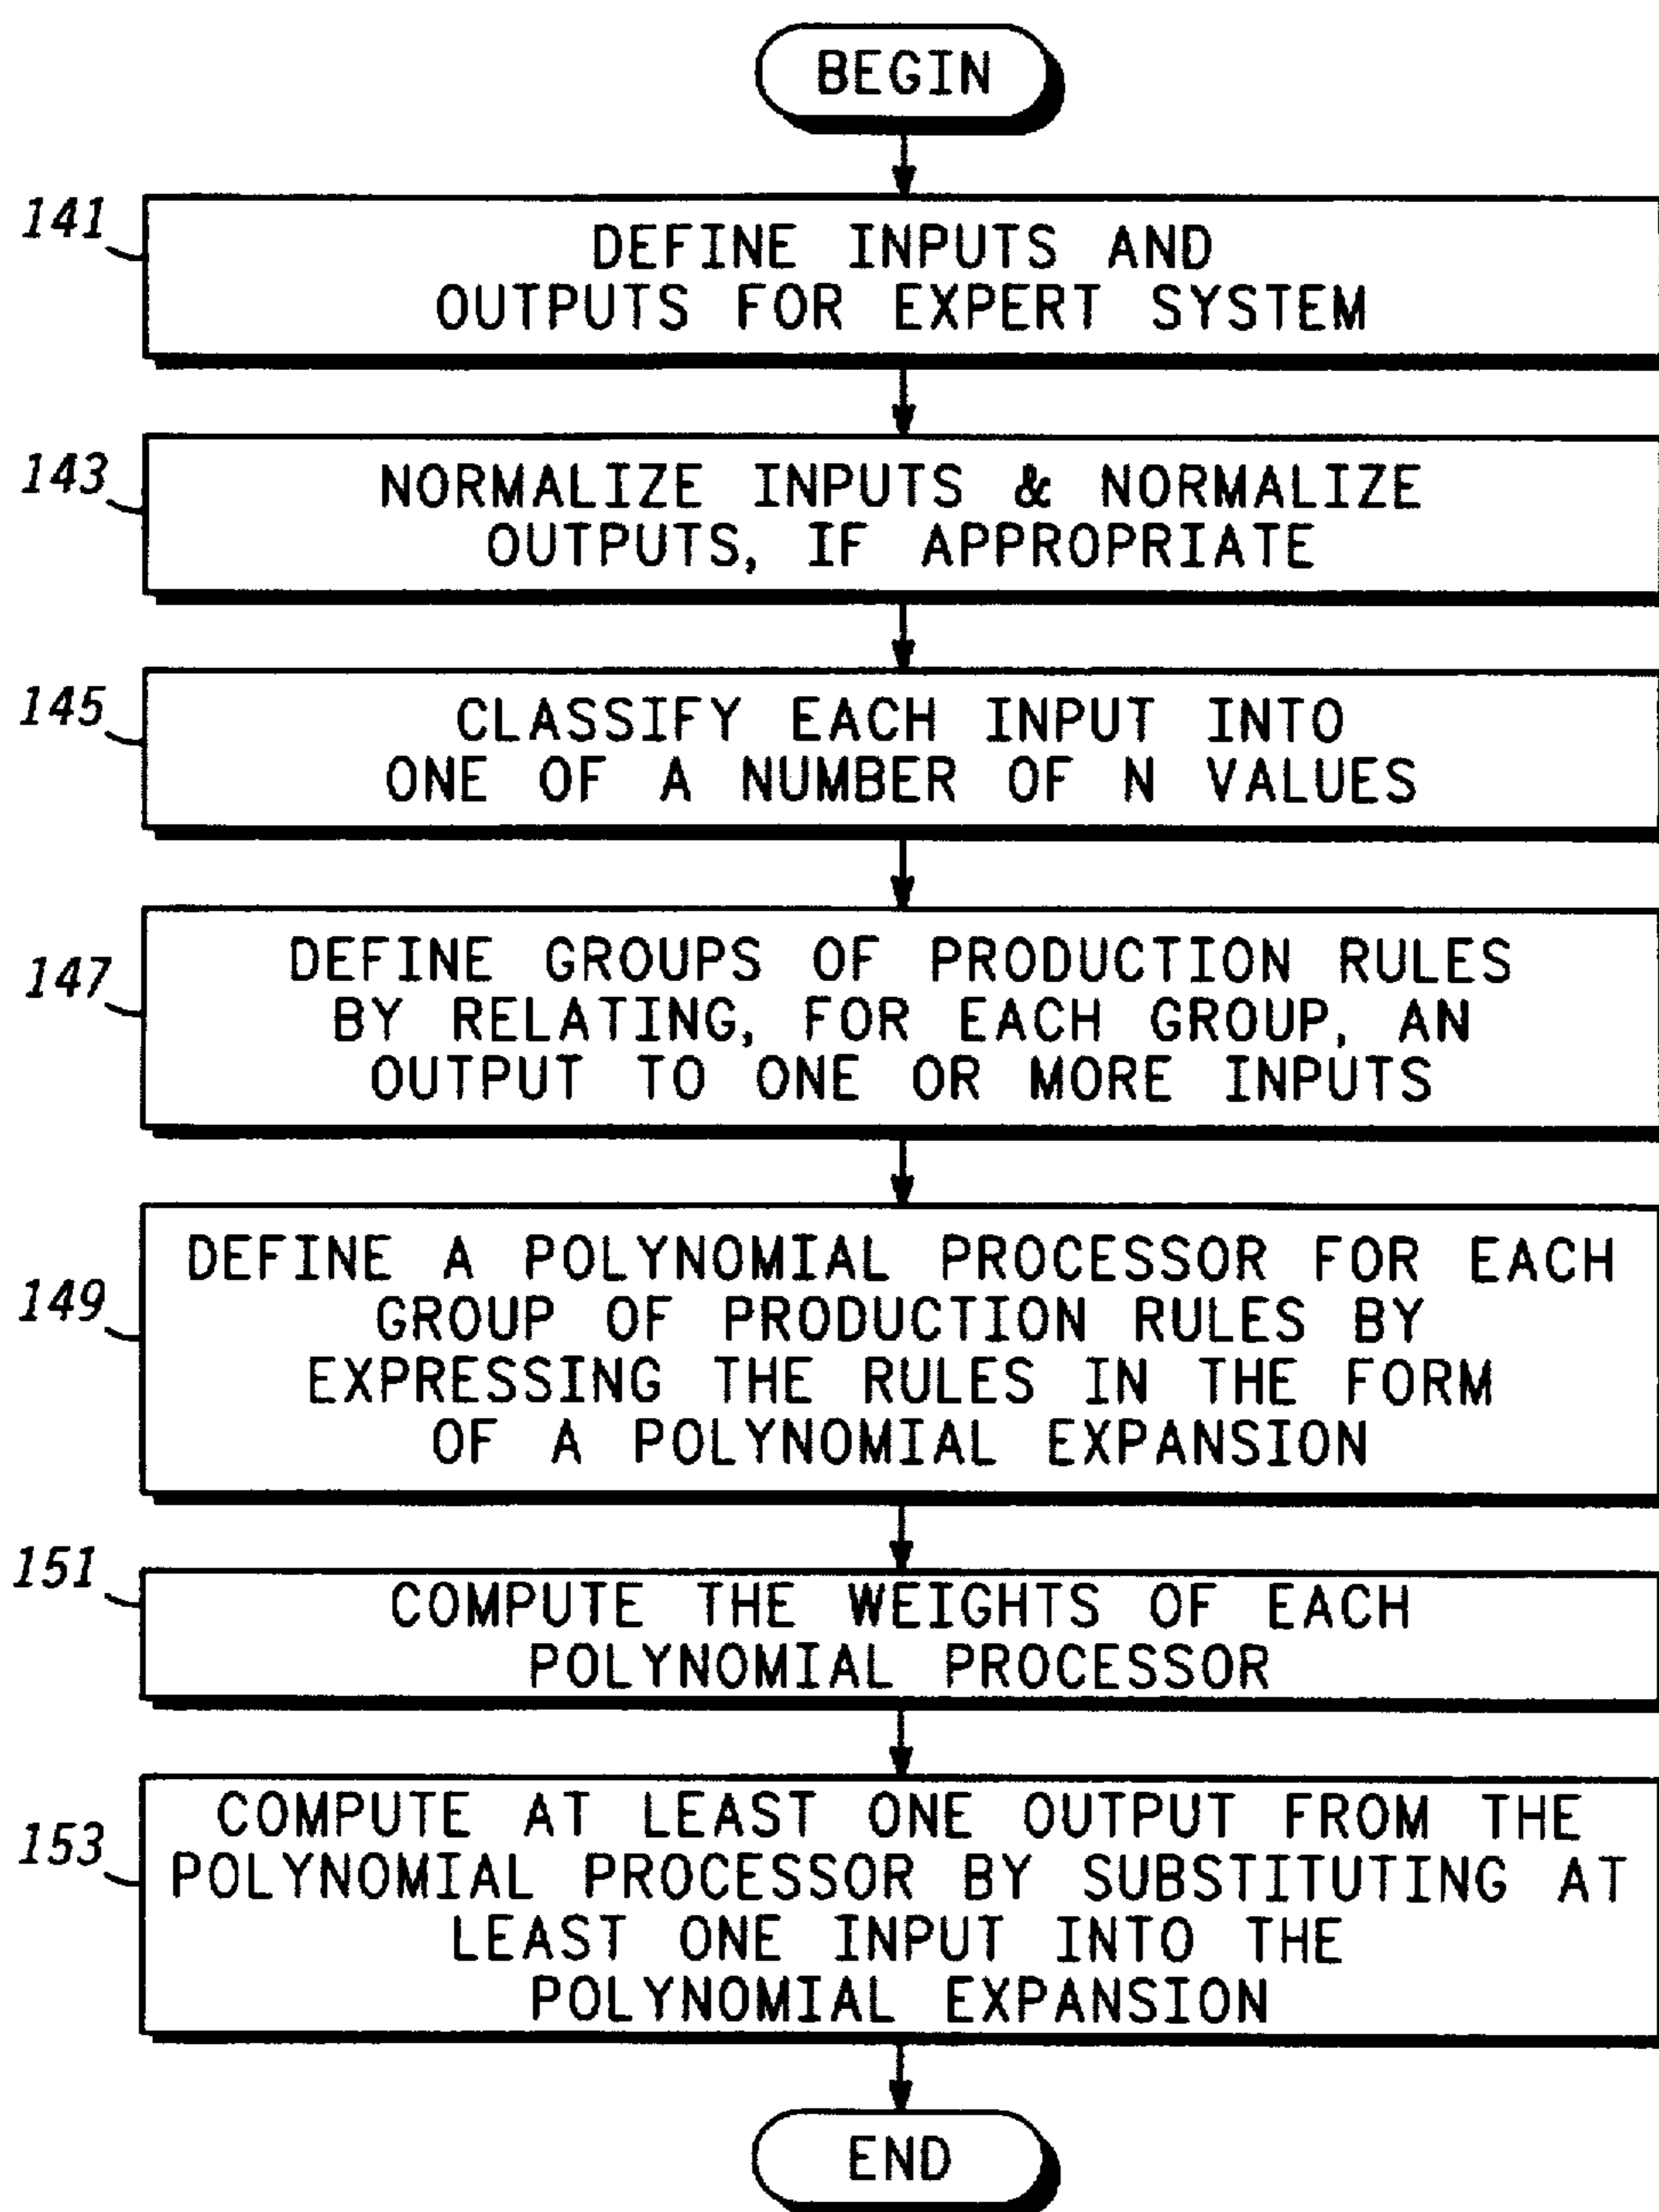 BEGIN
141
DEFINE INPUTS AND
OUTPUTS FOR EXPERT SYSTEM
143
NORMALIZE INPUTS & NORMALIZE
OUTPUTS, IF APPROPRIATE
145
CLASSIFY EACH INPUT INTO
ONE OF A NUMBER OF N VALUES
147
DEFINE GROUPS OF PRODUCTION RULES
BY RELATING, FOR EACH GROUP, AN
OUTPUT TO ONE OR MORE INPUTS
149
DEFINE A POLYNOMIAL PROCESSOR FOR EACH
GROUP OF PRODUCTION RULES BY
EXPRESSING THE RULES IN THE FORM
OF A POLYNOMIAL EXPANSION
151
COMPUTE THE WEIGHTS OF EACH
POLYNOMIAL PROCESSOR
153
COMPUTE AT LEAST ONE OUTPUT FROM THE
POLYNOMIAL PROCESSOR BY SUBSTITUTING AT
LEAST ONE INPUT INTO THE
POLYNOMIAL EXPANSION
END